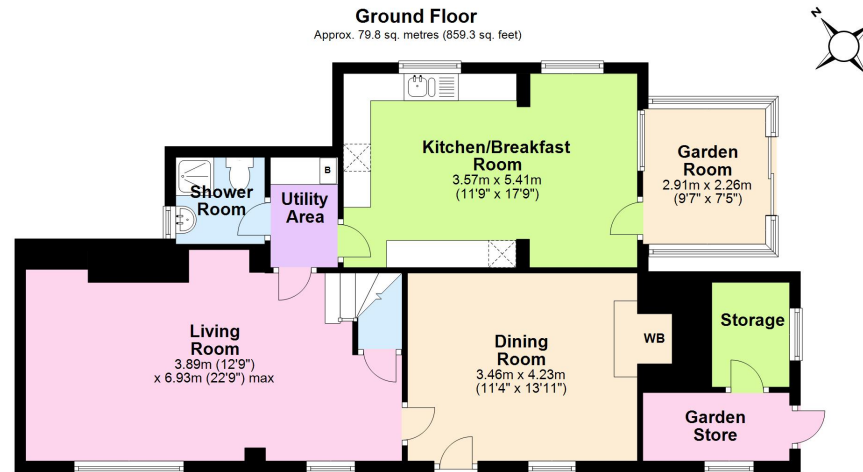 Ground Floor
Approx. 79.8 sq. metres (859.3 sq. feet)
N
Kitchen/Breakfast
Room
3.57m x 5.41m
(11'9" x 17'9")
Garden
Room
2.91m x 2.26m
(9'7" x 7'5")
B
Shower
Room
Utility
Area
Living
Room
3.89m (12'9")
x 6.93m (22'9") max
Dining
Room
3.46m x 4.23m
(11'4" x 13'11")
WB
Storage
Garden
Store